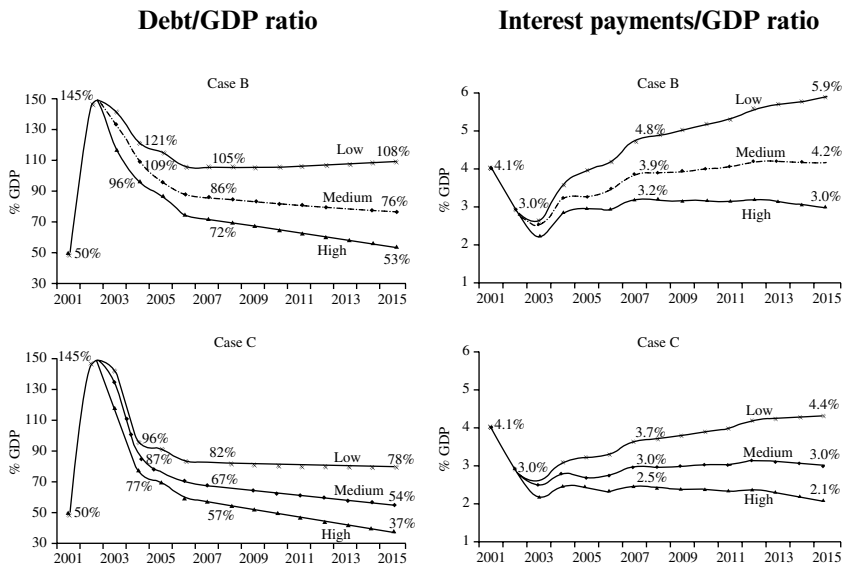 Debt/GDP ratio
Interest payments/GDP ratio
Case B
% GDP
150
130
110
90
70
50
30
145%
50%
121%
109%
96%
105%
86%
72%
Low
Medium
High
108%
76%
53%
2001 2003 2005 2007 2009 2011 2013 2015
Case B
% GDP
6
5
4
3
2
1
4.1%
3.0%
4.8%
3.9%
3.2%
Low
Medium
High
5.9%
4.2%
3.0%
2001 2003 2005 2007 2009 2011 2013 2015
Case C
% GDP
150
130
110
90
70
50
30
145%
50%
96%
87%
77%
82%
67%
57%
Low
Medium
High
78%
54%
37%
2001 2003 2005 2007 2009 2011 2013 2015
Case C
% GDP
6
5
4
3
2
1
4.1%
3.0%
3.7%
3.0%
2.5%
Low
Medium
High
4.4%
3.0%
2.1%
2001 2003 2005 2007 2009 2011 2013 2015